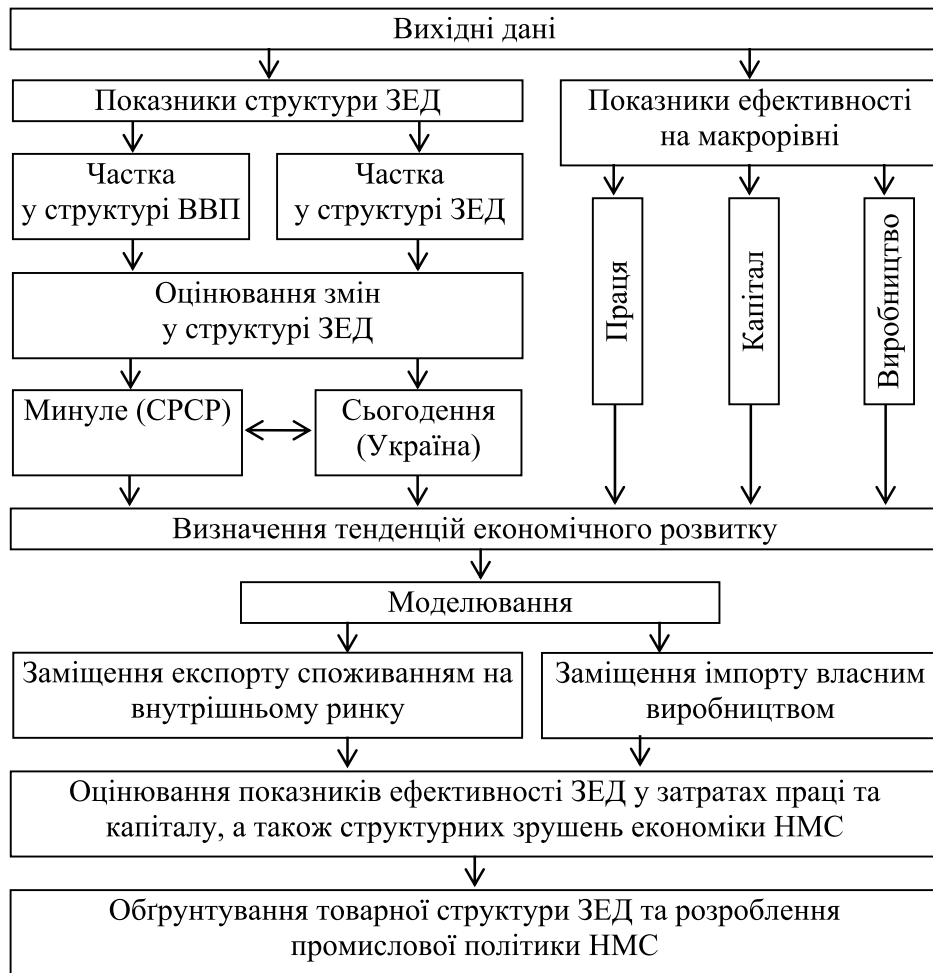 Вихідні дані
Показники структури ЗЕД
Показники ефективності
на макрорівні
Частка
у структурі ВВП
Частка
у структурі ЗЕД
Праця
Капітал
Виробництво
Оцінювання змін
у структурі ЗЕД
Минуле (СРСР)
Сьогодення
(Україна)
Визначення тенденцій економічного розвитку
Моделювання
Заміщення експорту споживанням на
внутрішньому ринку
Заміщення імпорту власним
виробництвом
Оцінювання показників ефективності ЗЕД у затратах праці та
капіталу, а також структурних зрушень економіки НМС
Обґрунтування товарної структури ЗЕД та розроблення
промислової політики НМС